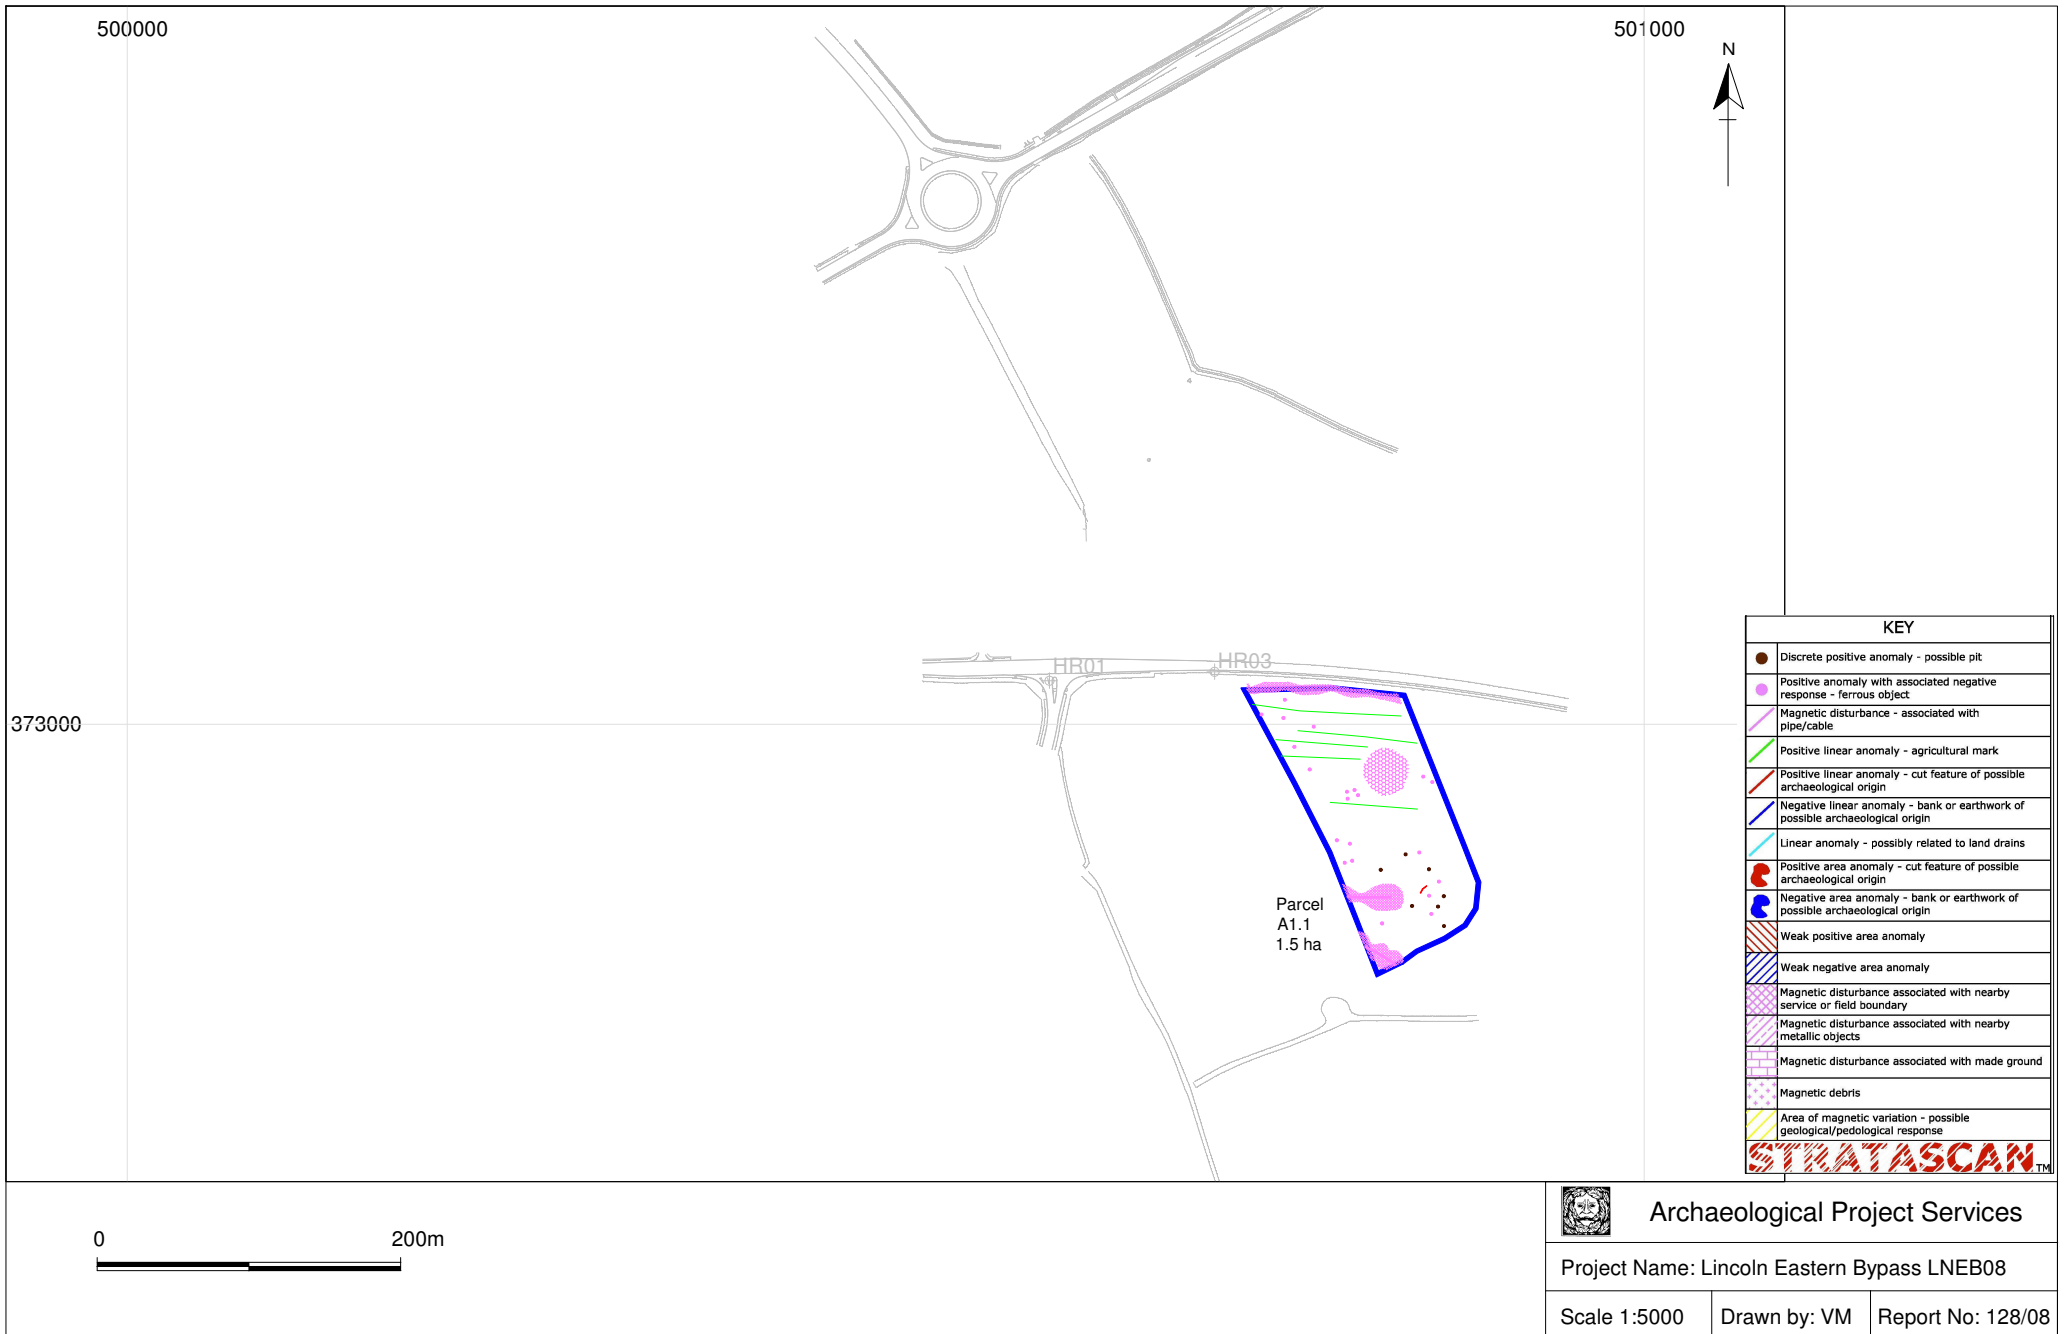 500000
501000
N
HR01
HR03
373000
Parcel
A1.1
1.5 ha
KEY
Discrete positive anomaly - possible pit
Positive anomaly with associated negative
response - ferrous object
Magnetic disturbance - associated with
pipe/cable
Positive linear anomaly - agricultural mark
Positive linear anomaly - cut feature of possible
archaeological origin
Negative linear anomaly - bank or earthwork of
possible archaeological origin
Linear anomaly - possibly related to land drains
Positive area anomaly - cut feature of possible
archaeological origin
Negative area anomaly - bank or earthwork of
possible archaeological origin
Weak positive area anomaly
Weak negative area anomaly
Magnetic disturbance associated with nearby
service or field boundary
Magnetic disturbance associated with nearby
metallic objects
Magnetic disturbance associated with made ground
Magnetic debris
Area of magnetic variation - possible
geological/pedological response
STRATASCAN TM
0 200m
Archaeological Project Services
Project Name: Lincoln Eastern Bypass LNEB08
Scale 1:5000 Drawn by: VM Report No: 128/08